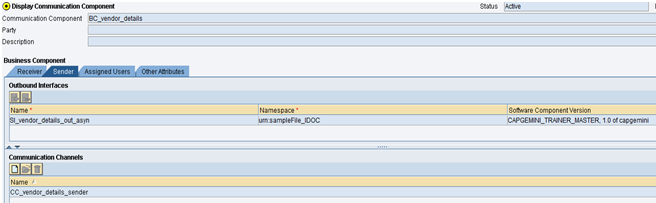 Display Communication Component Status Active
Communication Component BC_vendor_details
Party
Description
Business Component
Receiver Sender Assigned Users Other Attributes
Outbound Interfaces
Name * Namespace * Software Component Version
SI_vendor_details_out_asyn urn:sampleFile_IDOC CAPGEMINI_TRAINER_MASTER, 1.0 of capgemini
Communication Channels
Name
CC_vendor_details_sender